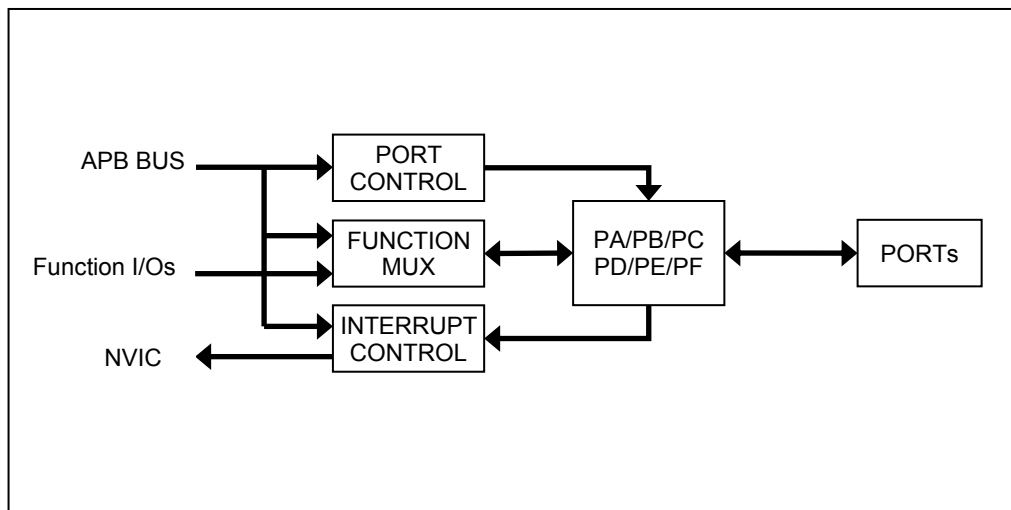 APB BUS
PORT
CONTROL
Function I/Os
FUNCTION
MUX
PA/PB/PC
PD/PE/PF
PORTs
NVIC
INTERRUPT
CONTROL